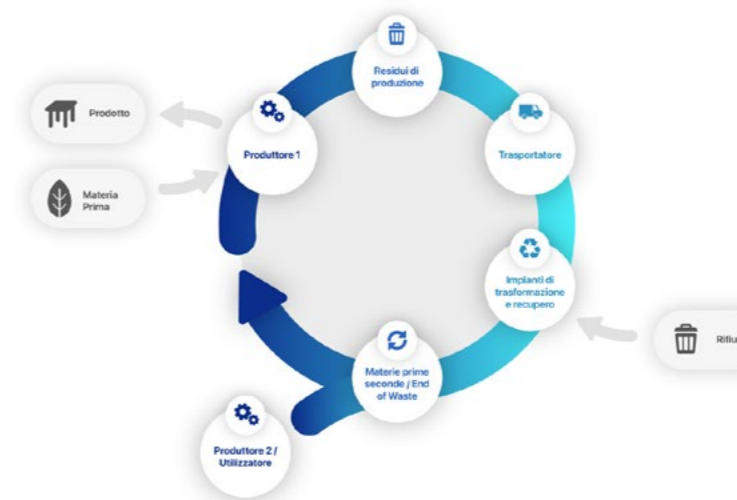 Residui di
produzione
Prodotto
Produttore 1
Trasportatore
Materia
Prima
Impianti di
trasformazione
e recupero
Materie prime
seconde / End
of Waste
Produttore 2 /
Utilizzatore